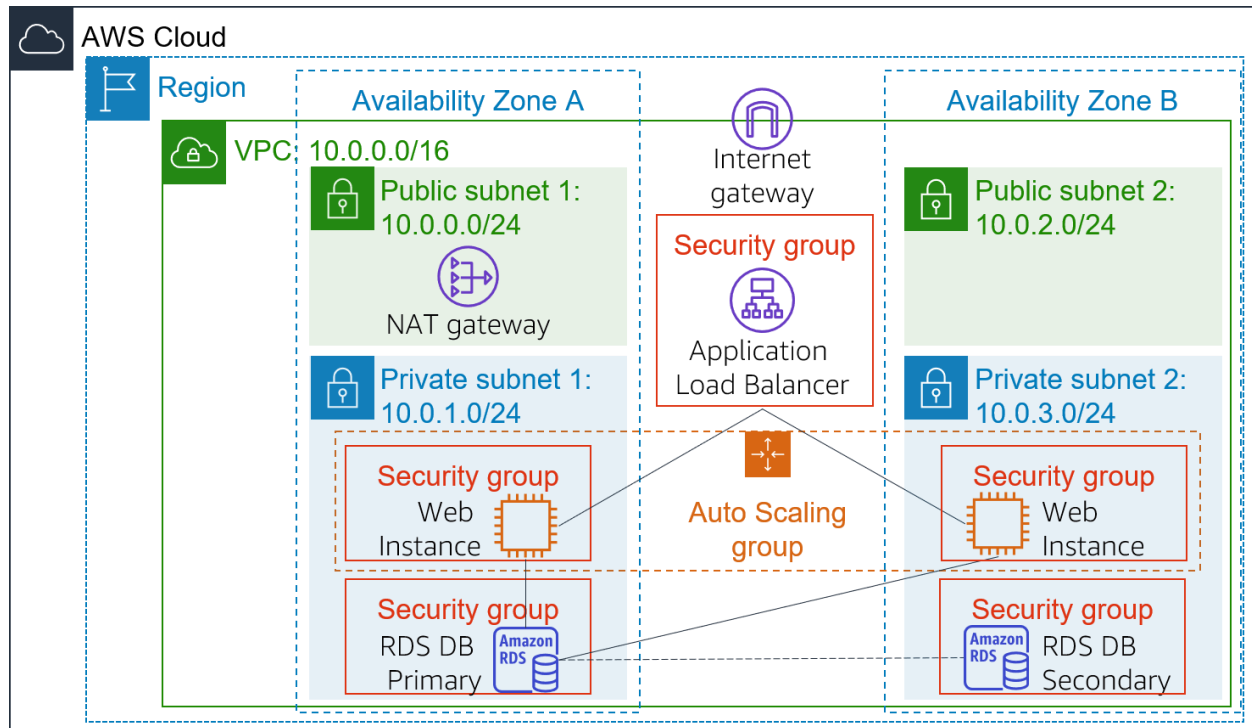 AWS Cloud
Region
Availability Zone A
Availability Zone B
VPC 10.0.0.0/16
Internet
gateway
Public subnet 1:
10.0.0.0/24
NAT gateway
Security group
Application
Load Balancer
Public subnet 2:
10.0.2.0/24
Private subnet 1:
10.0.1.0/24
Private subnet 2:
10.0.3.0/24
Security group
Web
Instance
Auto Scaling
group
Security group
Web
Instance
Security group
RDS DB
Primary
Amazon
RDS
Security group
Amazon
RDS
RDS DB
Secondary